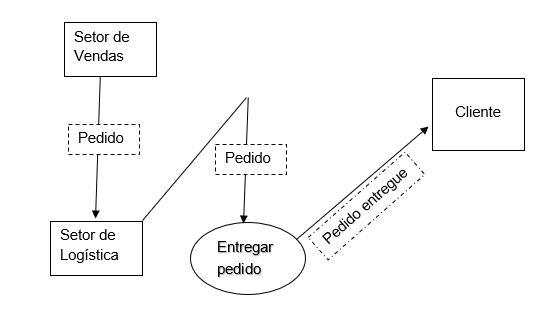 Setor de
Vendas
Pedido
Setor de
Logística
Pedido
Entregar
pedido
Pedido entregue
Cliente